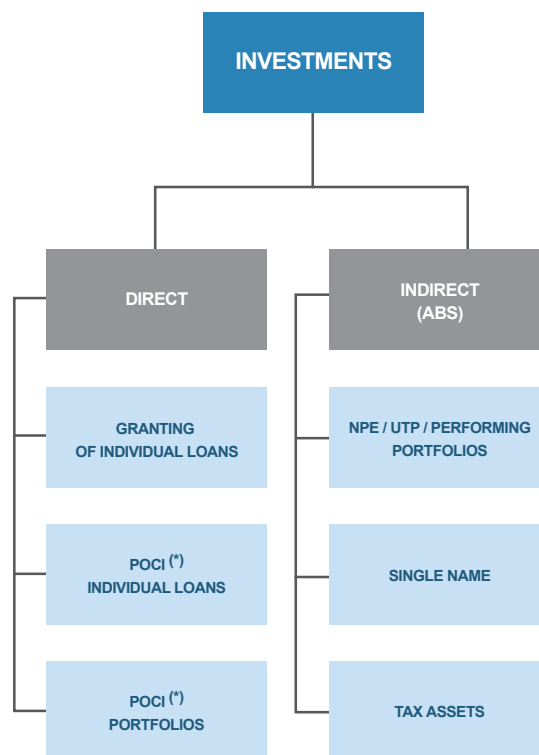 INVESTMENTS
DIRECT
GRANTING
OF INDIVIDUAL LOANS
POCI (*)
INDIVIDUAL LOANS
POCI (*)
PORTFOLIOS
INDIRECT
(ABS)
NPE / UTP / PERFORMING
PORTFOLIOS
SINGLE NAME
TAX ASSETS